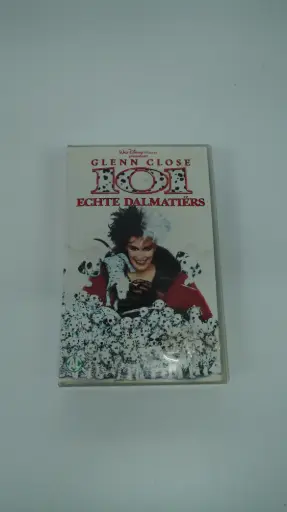 Walt Disney
GLENN CLOSE
101
ECHTE DALMATIËRS